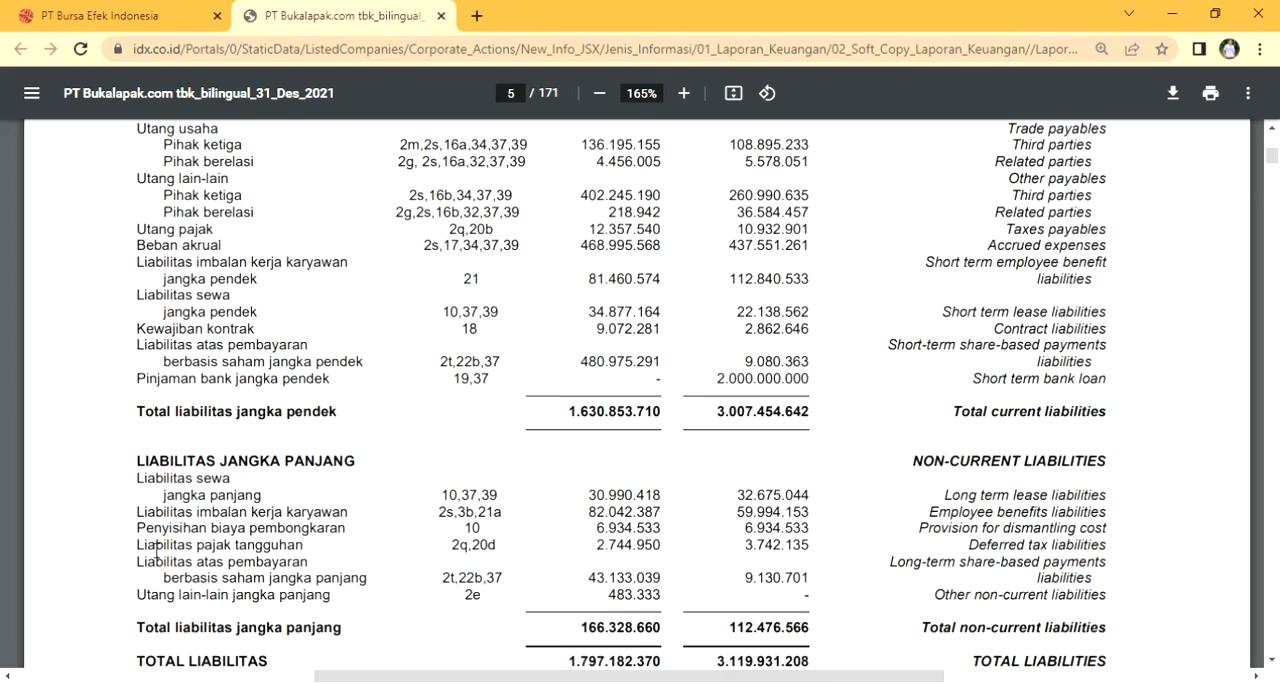 PT Bursa Efek Indonesia
PT Bukalapak.com tbk_bilingual_
idx.co.id/Portals/0/StaticData/ListedCompanies/Corporate_Actions/New_Info_JSX/Jenis_Informasi/01_Laporan_Keuangan/02_Soft_Copy_Laporan_Keuangan//Lapor...
PT Bukalapak.com tbk_bilingual_31_Des_2021 5 / 171 165%
Utang usaha Trade payables
Pihak ketiga 2m,2s,16a,34,37,39 136.195.155 108.895.233 Third parties
Pihak berelasi 2g, 2s,16a,32,37,39 4.456.005 5.578.051 Related parties
Utang lain-lain Other payables
Pihak ketiga 2s,16b,34,37,39 402.245.190 260.990.635 Third parties
Pihak berelasi 2g,2s,16b,32,37,39 218.942 36.584.457 Related parties
Utang pajak 2q,20b 12.357.540 10.932.901 Taxes payables
Beban akrual 2s,17,34,37,39 468.995.568 437.551.261 Accrued expenses
Liabilitas imbalan kerja karyawan Short term employee benefit
jangka pendek 21 81.460.574 112.840.533 liabilities
Liabilitas sewa
jangka pendek 10,37,39 34.877.164 22.138.562 Short term lease liabilities
Kewajiban kontrak 18 9.072.281 2.862.646 Contract liabilities
Liabilitas atas pembayaran Short-term share-based payments
berbasis saham jangka pendek 2t,22b,37 480.975.291 9.080.363 liabilities
Pinjaman bank jangka pendek 19,37 - 2.000.000.000 Short term bank loan
Total liabilitas jangka pendek 1.630.853.710 3.007.454.642 Total current liabilities
LIABILITAS JANGKA PANJANG NON-CURRENT LIABILITIES
Liabilitas sewa
jangka panjang 10,37,39 30.990.418 32.675.044 Long term lease liabilities
Liabilitas imbalan kerja karyawan 2s,3b,21a 82.042.387 59.994.153 Employee benefits liabilities
Penyisihan biaya pembongkaran 10 6.934.533 6.934.533 Provision for dismantling cost
Liabilitas pajak tangguhan 2q,20d 2.744.950 3.742.135 Deferred tax liabilities
Liabilitas atas pembayaran Long-term share-based payments
berbasis saham jangka panjang 2t,22b,37 43.133.039 9.130.701 liabilities
Utang lain-lain jangka panjang 2e 483.333 - Other non-current liabilities
Total liabilitas jangka panjang 166.328.660 112.476.566 Total non-current liabilities
TOTAL LIABILITAS 1.797.182.370 3.119.931.208 TOTAL LIABILITIES